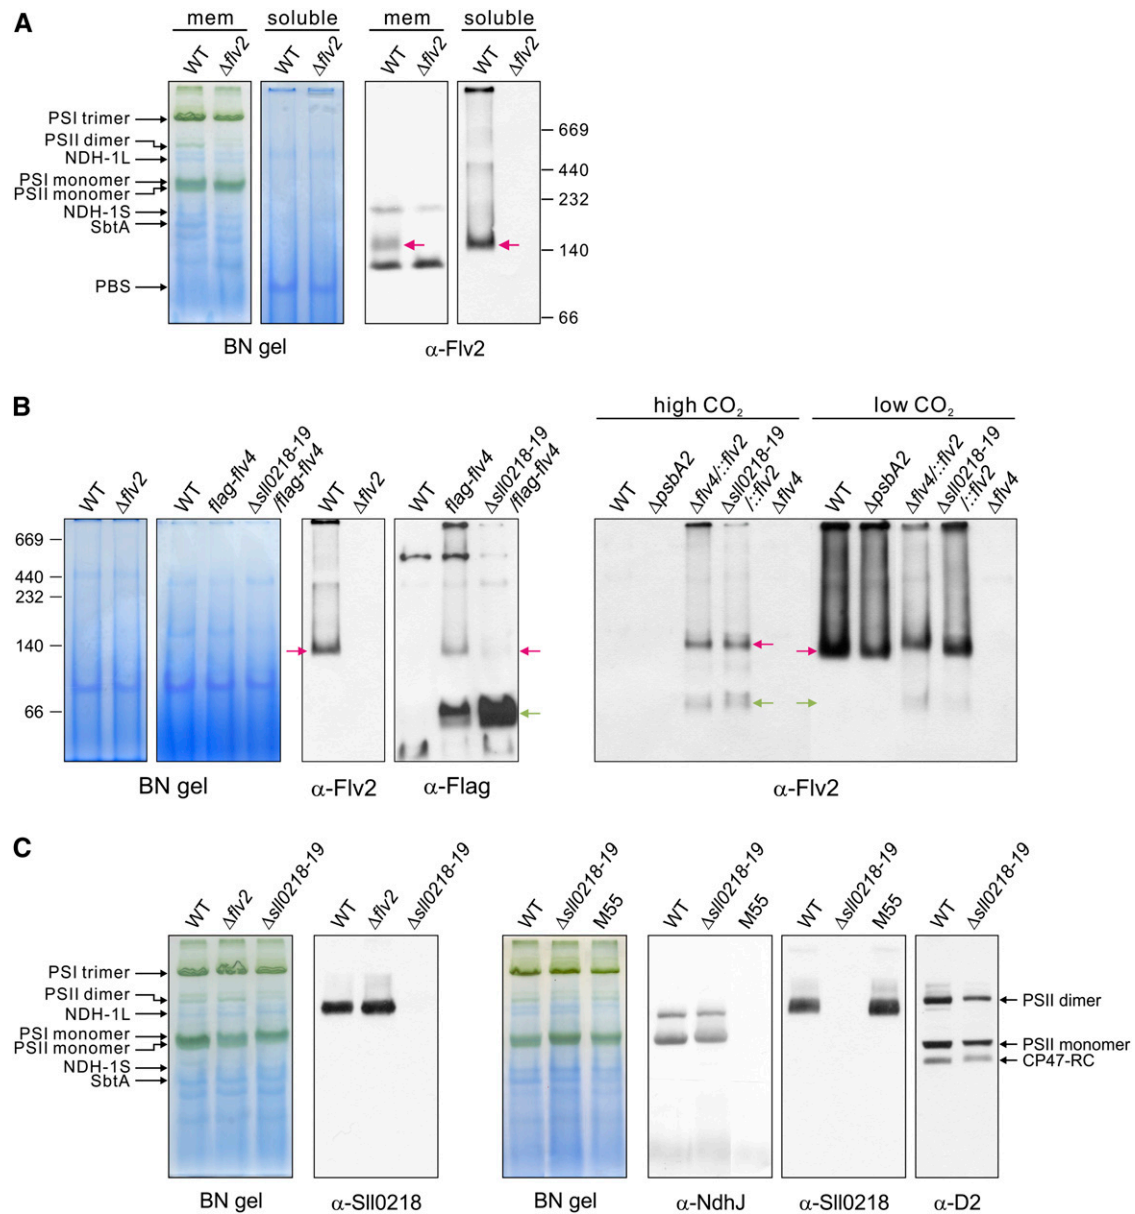 A
mem
soluble
mem
soluble
WT
Δflv2
WT
Δflv2
WT
Δflv2
WT
Δflv2
PSI trimer
PSII dimer
NDH-1L
PSI monomer
PSII monomer
NDH-1S
SbtA
PBS
669
440
232
140
66
BN gel
α-Flv2
B
high CO₂
low CO₂
WT
Δflv2
WT
flag-flv4
Δsll0218-19
/flag-flv4
WT
Δflv2
WT
flag-flv4
Δsll0218-19
/flag-flv4
WT
ΔpsbA2
Δflv4/::flv2
Δsll0218-19
/::flv2
Δflv4
WT
ΔpsbA2
Δflv4/::flv2
Δsll0218-19
/::flv2
Δflv4
669
440
232
140
66
BN gel
α-Flv2
α-Flag
α-Flv2
C
WT
Δflv2
Δsll0218-19
WT
Δflv2
Δsll0218-19
WT
Δsll0218-19
M55
WT
Δsll0218-19
M55
WT
Δsll0218-19
M55
WT
Δsll0218-19
PSI trimer
PSII dimer
NDH-1L
PSI monomer
PSII monomer
NDH-1S
SbtA
PSII dimer
PSII monomer
CP47-RC
BN gel
α-Sll0218
BN gel
α-NdhJ
α-Sll0218
α-D2